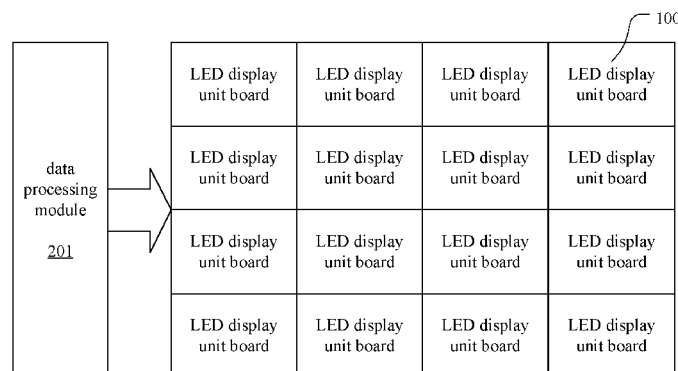 100
LED display LED display LED display LED display
unit board unit board unit board unit board
LED display LED display LED display LED display
unit board unit board unit board unit board
data
processing
module
201
LED display LED display LED display LED display
unit board unit board unit board unit board
LED display LED display LED display LED display
unit board unit board unit board unit board